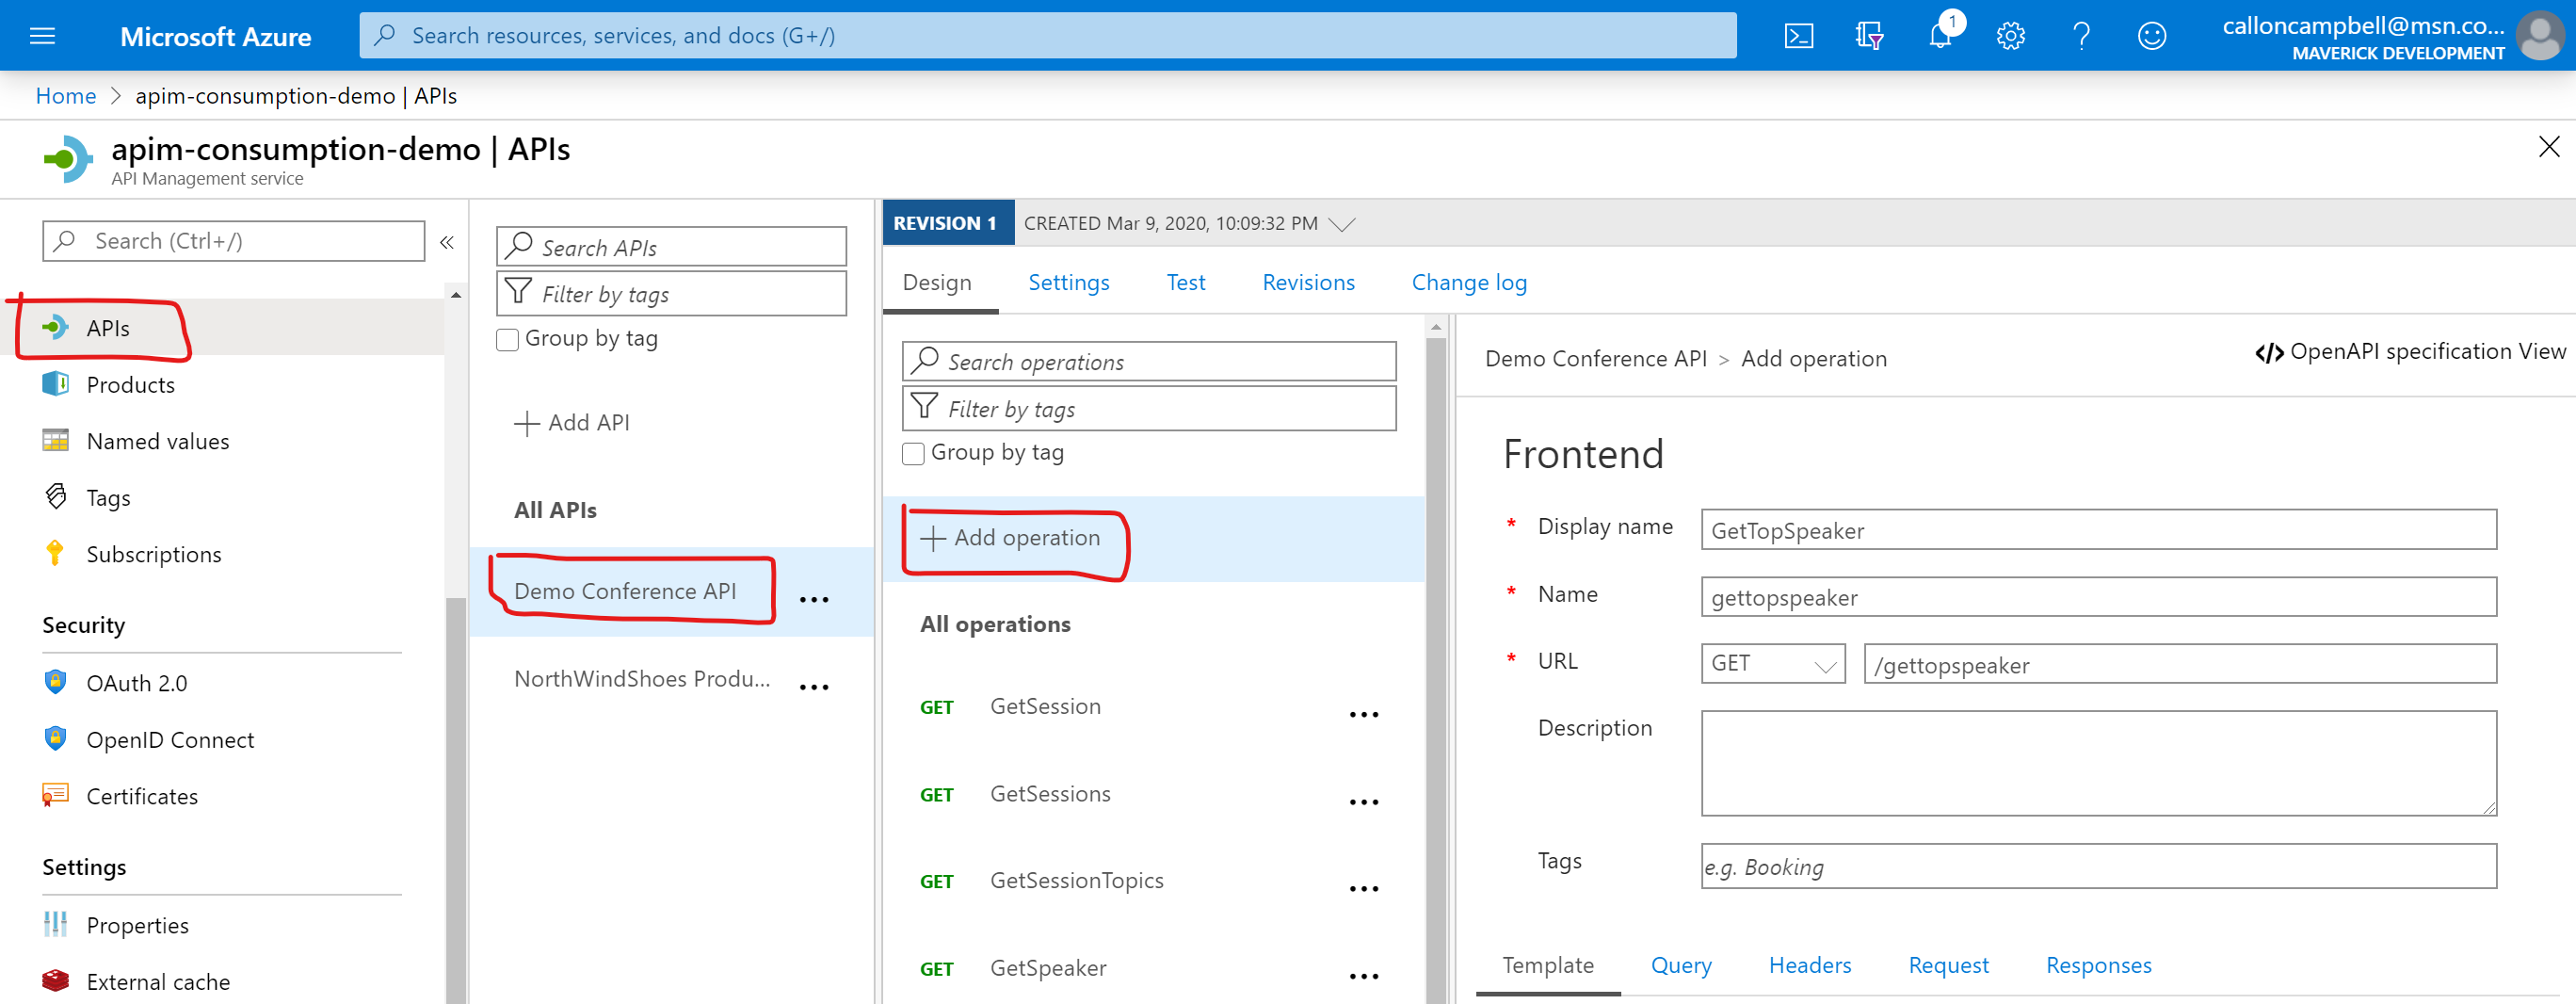 Microsoft Azure
Search resources, services, and docs (G+/)
1
calloncampbell@msn.co...
MAVERICK DEVELOPMENT
Home > apim-consumption-demo | APIs
apim-consumption-demo | APIs
API Management service
Search (Ctrl+/)
«
APIs
Products
Named values
Tags
Subscriptions
Security
OAuth 2.0
OpenID Connect
Certificates
Settings
Properties
External cache
Search APIs
Filter by tags
Group by tag
+ Add API
All APIs
Demo Conference API ...
NorthWindShoes Produ... ...
REVISION 1 CREATED Mar 9, 2020, 10:09:32 PM
Design Settings Test Revisions Change log
Search operations
Filter by tags
Group by tag
+ Add operation
All operations
GET GetSession ...
GET GetSessions ...
GET GetSessionTopics ...
GET GetSpeaker ...
Demo Conference API > Add operation
</> OpenAPI specification View
Frontend
* Display name GetTopSpeaker
* Name gettopspeaker
* URL GET /gettopspeaker
Description
Tags e.g. Booking
Template Query Headers Request Responses